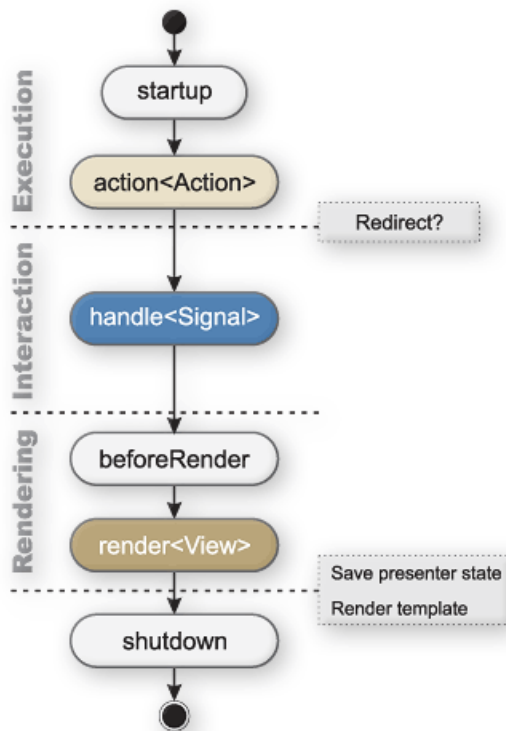 Execution
startup
action<Action>
Redirect?
Interaction
handle<Signal>
Rendering
beforeRender
render<View>
Save presenter state
Render template
shutdown